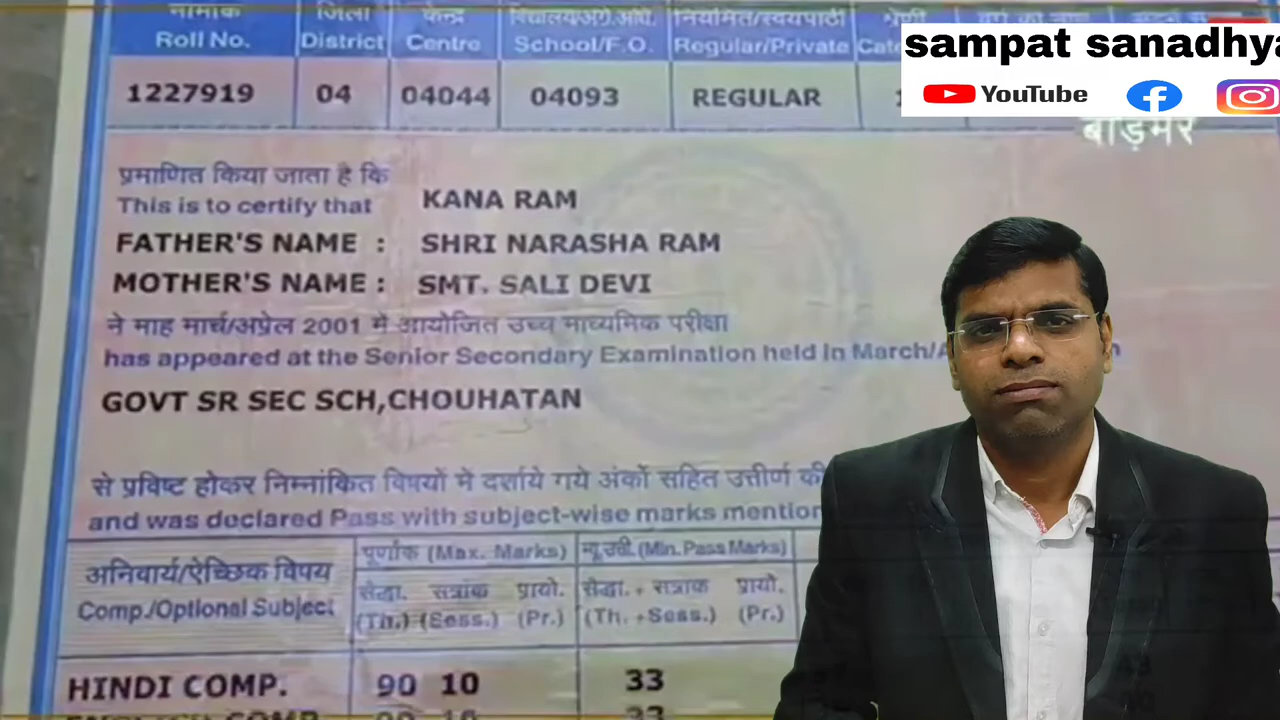 नामांक जिला केन्द्र विद्यालय/अग्रे.अधि. नियमित/स्वयंपाठी श्रेणी
Roll No. District Centre School/F.O. Regular/Private
sampat sanadhya
YouTube
1227919 04 04044 04093 REGULAR
बाड़मेर
प्रमाणित किया जाता है कि
This is to certify that KANA RAM
FATHER'S NAME : SHRI NARASHA RAM
MOTHER'S NAME : SMT. SALI DEVI
ने माह मार्च/अप्रेल 2001 में आयोजित उच्च माध्यमिक परीक्षा
has appeared at the Senior Secondary Examination held in March/
GOVT SR SEC SCH,CHOUHATAN
से प्रविष्ट होकर निम्नांकित विषयों में दर्शाये गये अंकों सहित उत्तीर्ण की
and was declared Pass with subject-wise marks
अनिवार्य/ऐच्छिक विषय पूर्णांक (Max. Marks) (Min. Pass Marks)
Comp./Optional Subject सैद्धा. सत्रांक प्रायो. सैद्धा. + सत्रांक प्रायो.
(Th.) (Sess.) (Pr.) (Th. +Sess.) (Pr.)
HINDI COMP. 90 10 33